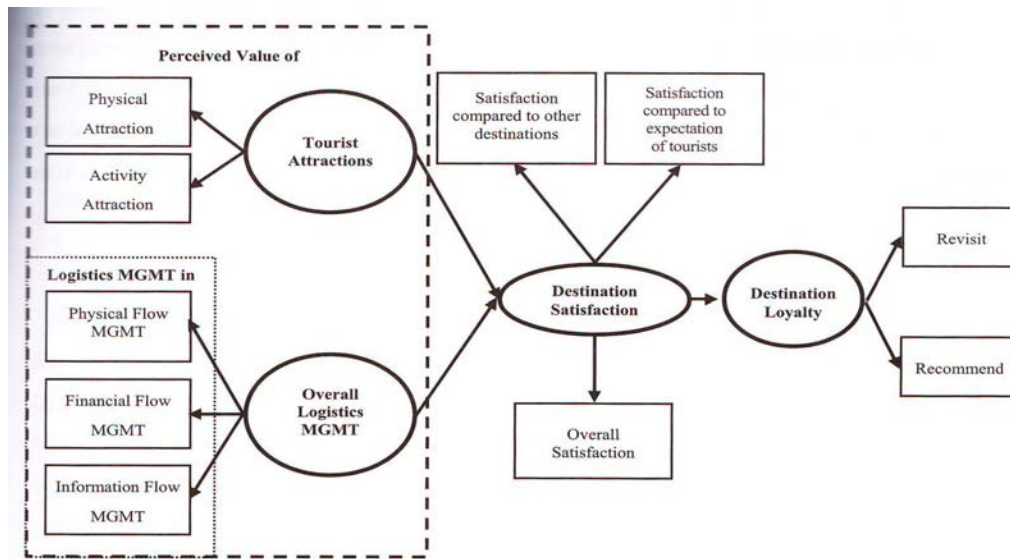 Perceived Value of
Physical
Attraction
Activity
Attraction
Tourist
Attractions
Logistics MGMT in
Physical Flow
MGMT
Financial Flow
MGMT
Information Flow
MGMT
Overall
Logistics
MGMT
Satisfaction
compared to other
destinations
Satisfaction
compared to
expectation
of tourists
Destination
Satisfaction
Overall
Satisfaction
Destination
Loyalty
Revisit
Recommend